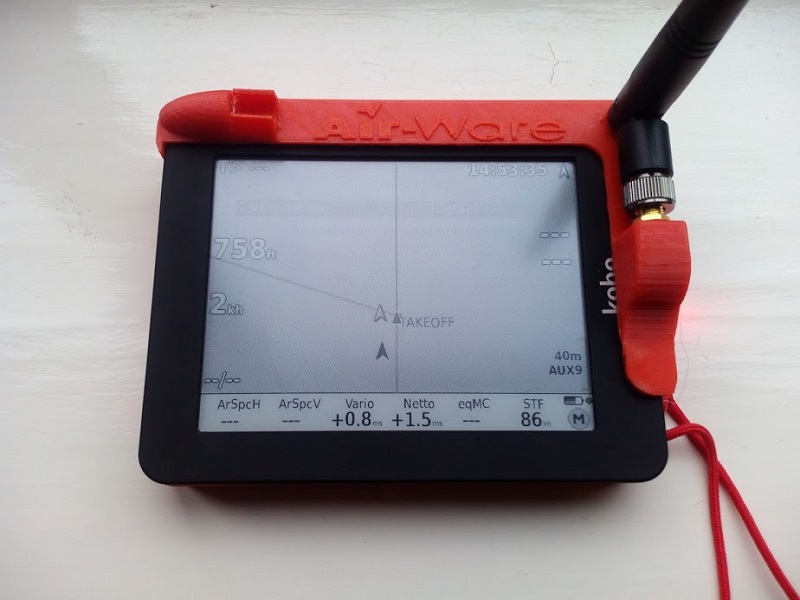 Air-Ware
14:53:35
758ft
kobo
2kh
TAKEOFF
40m
AUX9
--/--
ArSpcH ArSpcV Vario Netto eqMC STF
--- --- +0.8ms +1.5ms --- 86kh
M